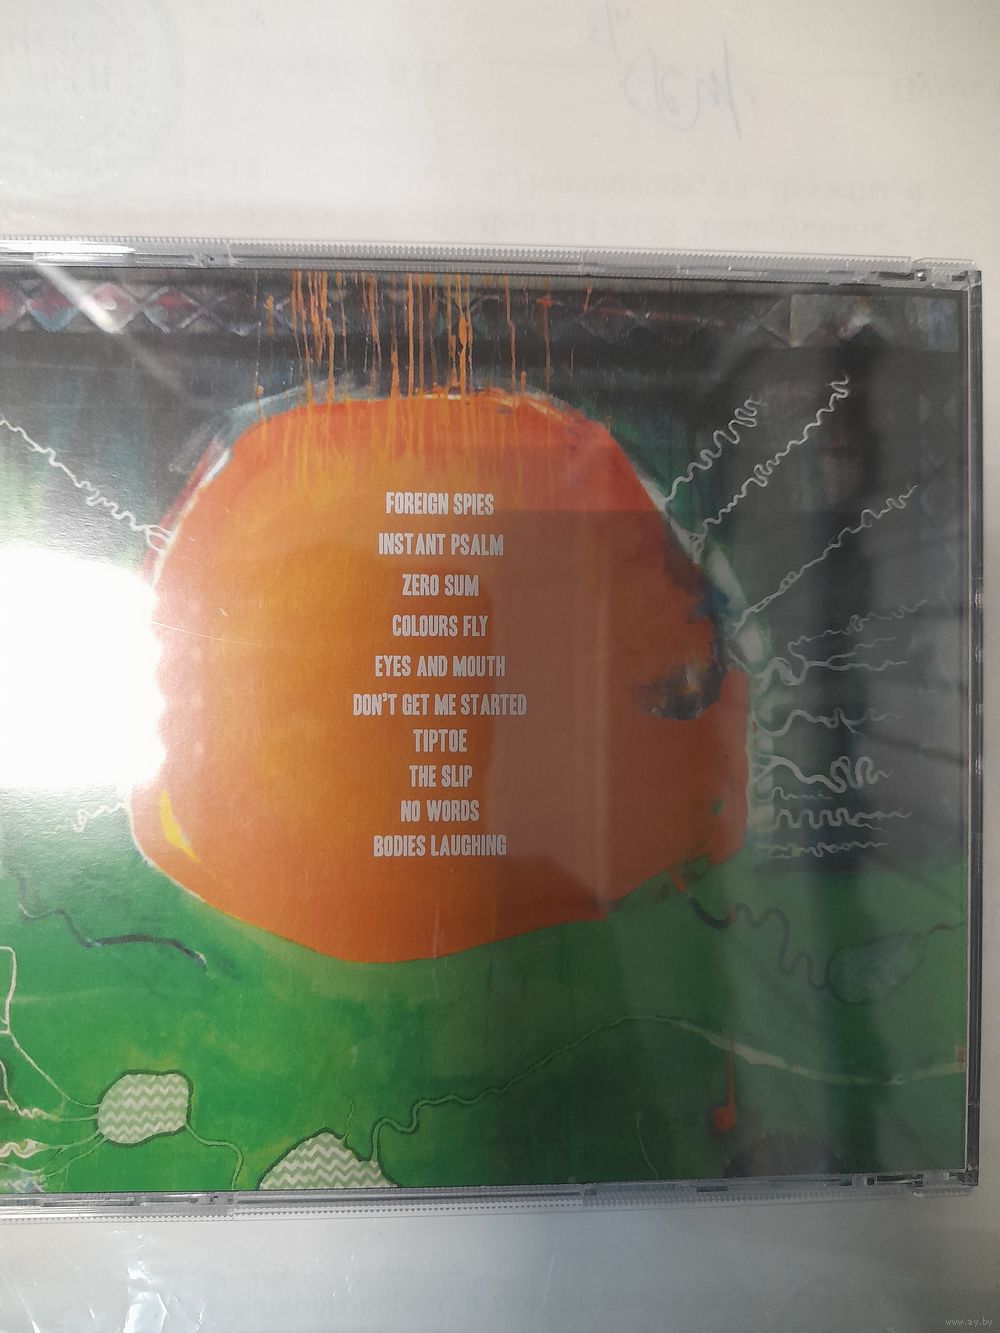 FOREIGN SPIES
INSTANT PSALM
ZERO SUM
COLOURS FLY
EYES AND MOUTH
DON'T GET ME STARTED
TIPTOE
THE SLIP
NO WORDS
BODIES LAUGHING
www.ay.by